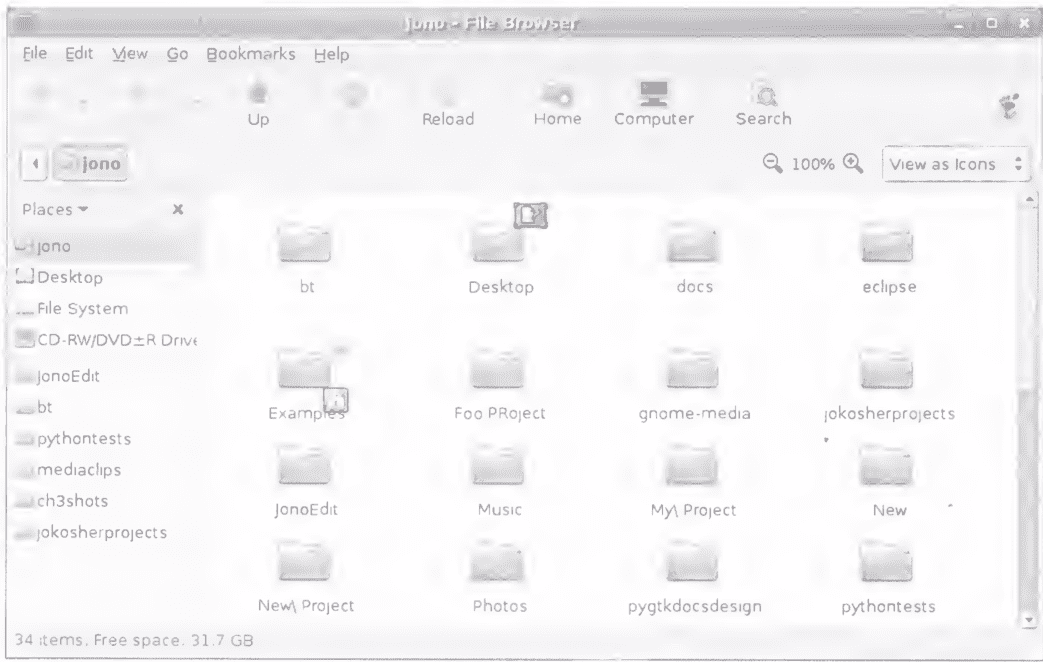 jono - File Browser
File Edit View Go Bookmarks Help
Up Reload Home Computer Search
jono 100% View as Icons
Places
jono
Desktop
File System
CD-RW/DVD±R Drive
JonoEdit
bt
pythontests
mediaclips
ch3shots
jokosherprojects
bt Desktop docs eclipse
Examples Foo PRoject gnome-media jokosherprojects
JonoEdit Music My\ Project New
New\ Project Photos pygtkdocsdesign pythontests
34 items, Free space: 31.7 GB